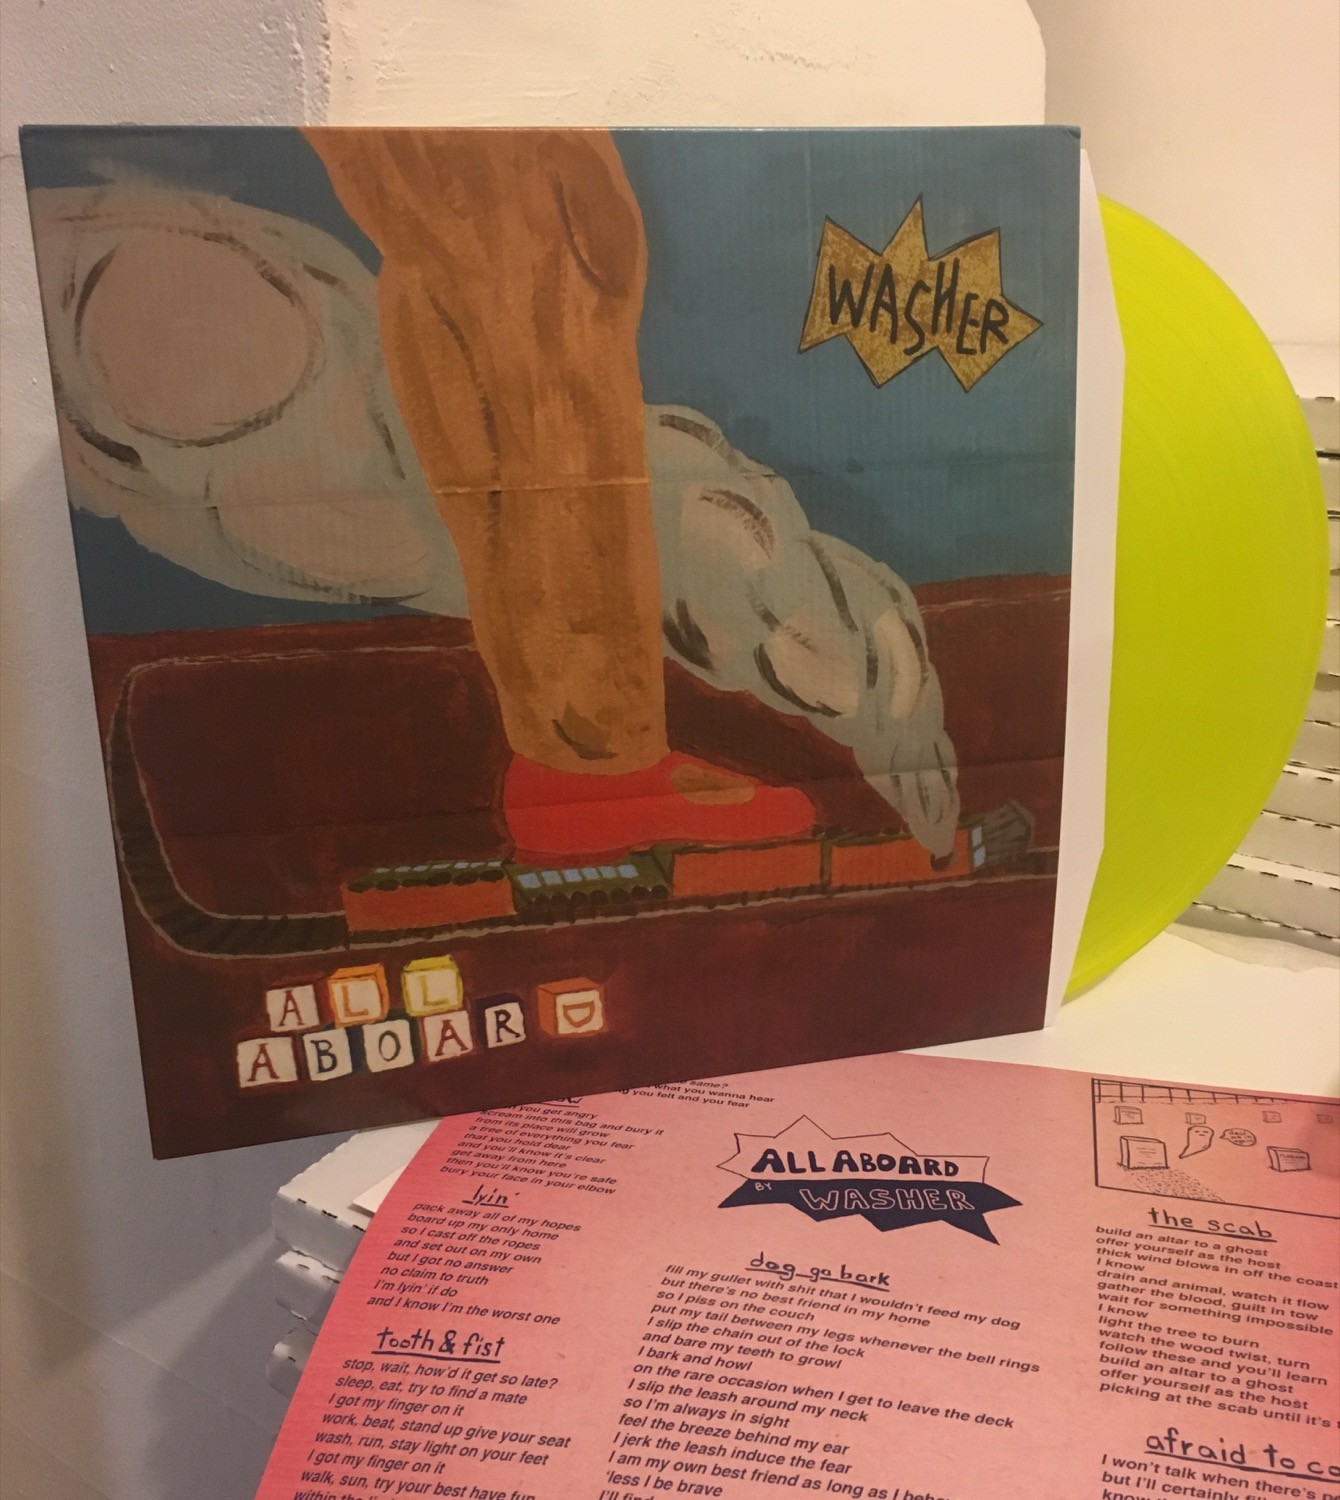 WASHER
ALL
ABOARD
same?
what you wanna hear
you felt and you fear
you get angry
scream into this bag and bury it
from its place will grow
a tree of everything you fear
that you hold dear
and you'll know it's clear
get away from here
then you'll know you're safe
bury your face in your elbow
lyin'
pack away all of my hopes
board up my only home
so I cast off the ropes
and set out on my own
but I got no answer
no claim to truth
I'm lyin' if do
and I know I'm the worst one
tooth & fist
stop, wait, how'd it get so late?
sleep, eat, try to find a mate
I got my finger on it
work, beat, stand up give your seat
wash, run, stay light on your feet
I got my finger on it
walk, sun, try your best have fun
within the
ALL ABOARD
BY WASHER
dog go bark
fill my gullet with shit that I wouldn't feed my dog
but there's no best friend in my home
so I piss on the couch
put my tail between my legs whenever the bell rings
I slip the chain out of the lock
and bare my teeth to growl
I bark and howl
on the rare occasion when I get to leave the deck
I slip the leash around my neck
so I'm always in sight
feel the breeze behind my ear
I jerk the leash induce the fear
I am my own best friend as long as I
'less I be brave
I'll
the scab
build an altar to a ghost
offer yourself as the host
thick wind blows in off the coast
I know
drain and animal, watch it flow
gather the blood, guilt in tow
wait for something impossible
I know
light the tree to burn
watch the wood twist, turn
follow these and you'll learn
build an altar to a ghost
offer yourself as the host
picking at the scab until it's
afraid to
I won't talk when there's
but I'll certainly